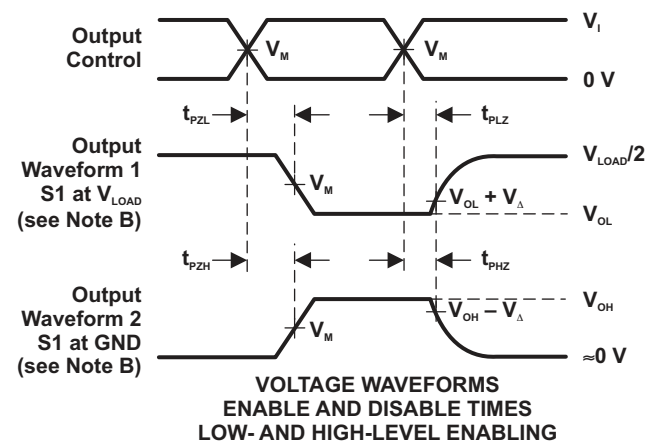 Output
Control
V_M
V_M
V_I
0 V
t_PZL
t_PLZ
Output
Waveform 1
S1 at V_LOAD
(see Note B)
V_M
V_OL + V_Δ
V_LOAD/2
V_OL
t_PZH
t_PHZ
Output
Waveform 2
S1 at GND
(see Note B)
V_M
V_OH − V_Δ
V_OH
≈0 V
VOLTAGE WAVEFORMS
ENABLE AND DISABLE TIMES
LOW- AND HIGH-LEVEL ENABLING